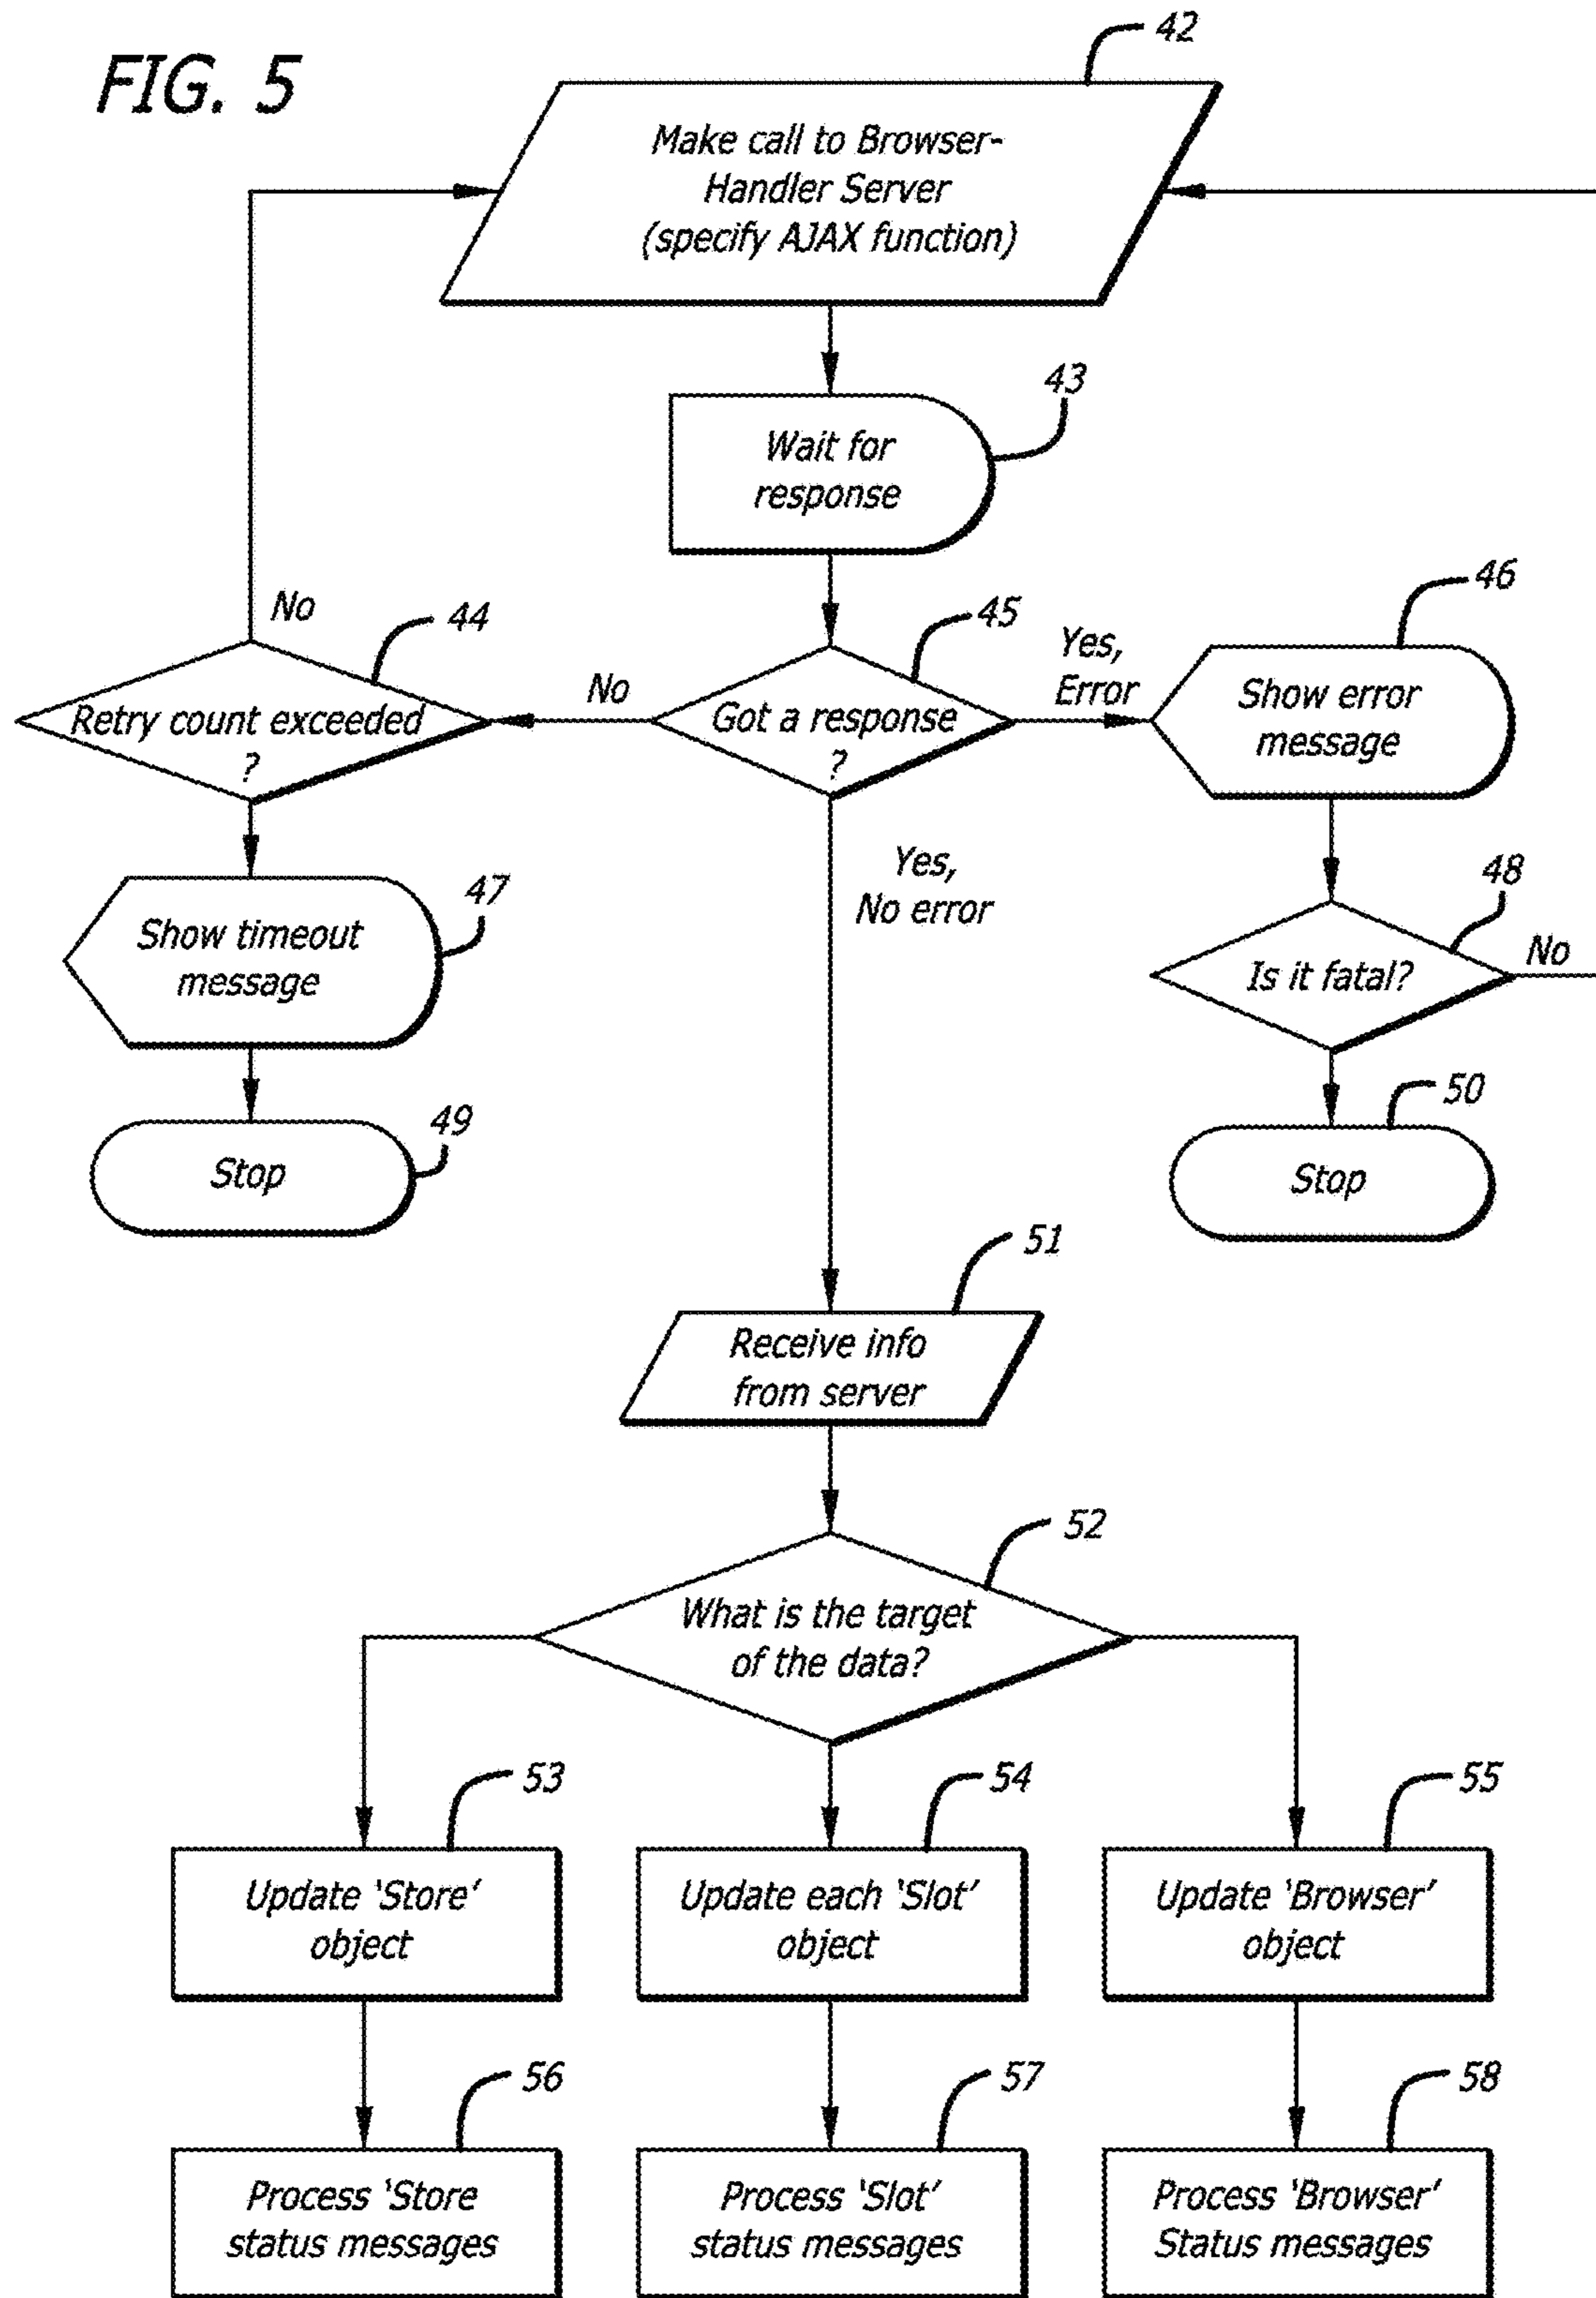 FIG. 5
42
Make call to Browser-
Handler Server
(specify AJAX function)
43
Wait for
response
No
44
Retry count exceeded
?
No
45
Got a response
?
Yes,
Error
46
Show error
message
47
Show timeout
message
Yes,
No error
48
Is it fatal?
No
49
Stop
50
Stop
51
Receive info
from server
52
What is the target
of the data?
53
Update ‘Store’
object
54
Update each ‘Slot’
object
55
Update ‘Browser’
object
56
Process ‘Store
status messages
57
Process ‘Slot’
status messages
58
Process ‘Browser’
Status messages